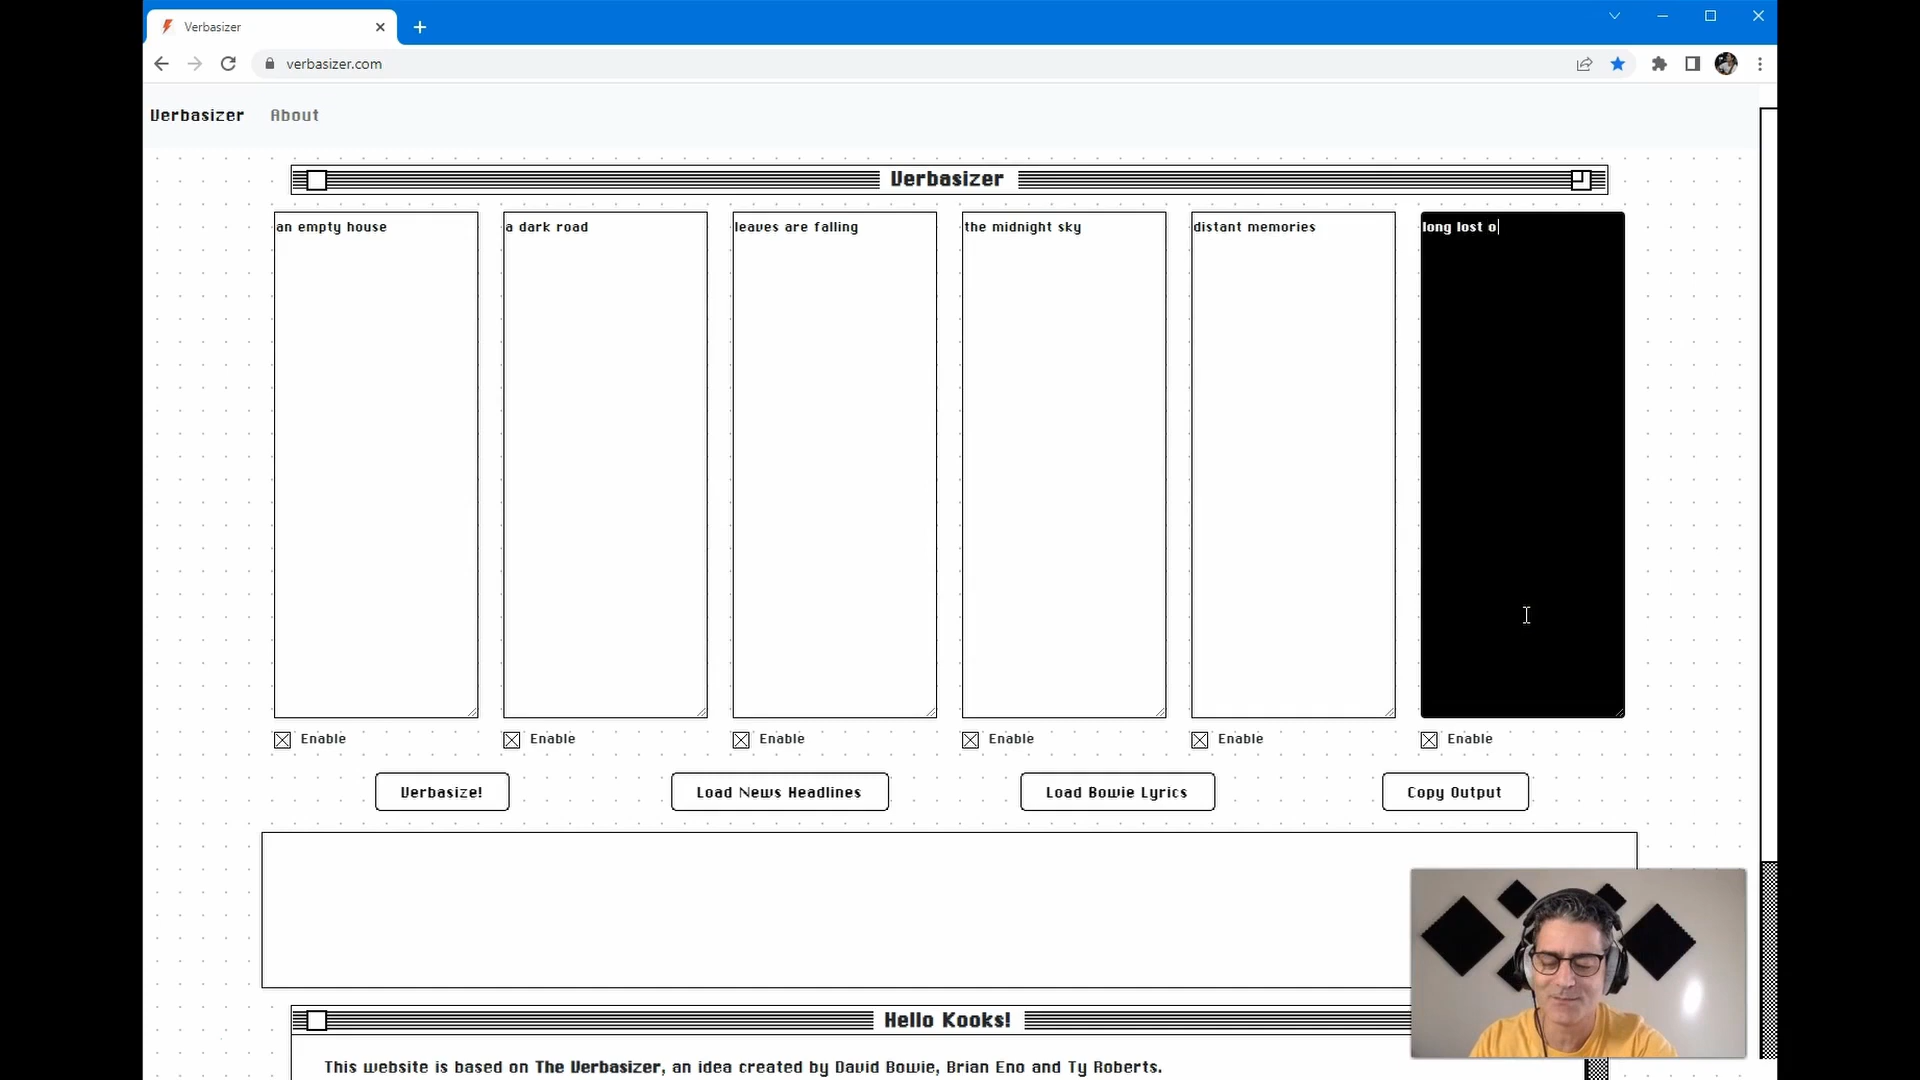 Verbasizer
verbasizer.com
Verbasizer About
Verbasizer
an empty house
a dark road
leaves are falling
the midnight sky
distant memories
long lost o
Enable
Enable
Enable
Enable
Enable
Enable
Verbasize!
Load News Headlines
Load Bowie Lyrics
Copy Output
Hello Kooks!
This website is based on The Verbasizer, an idea created by David Bowie, Brian Eno and Ty Roberts.